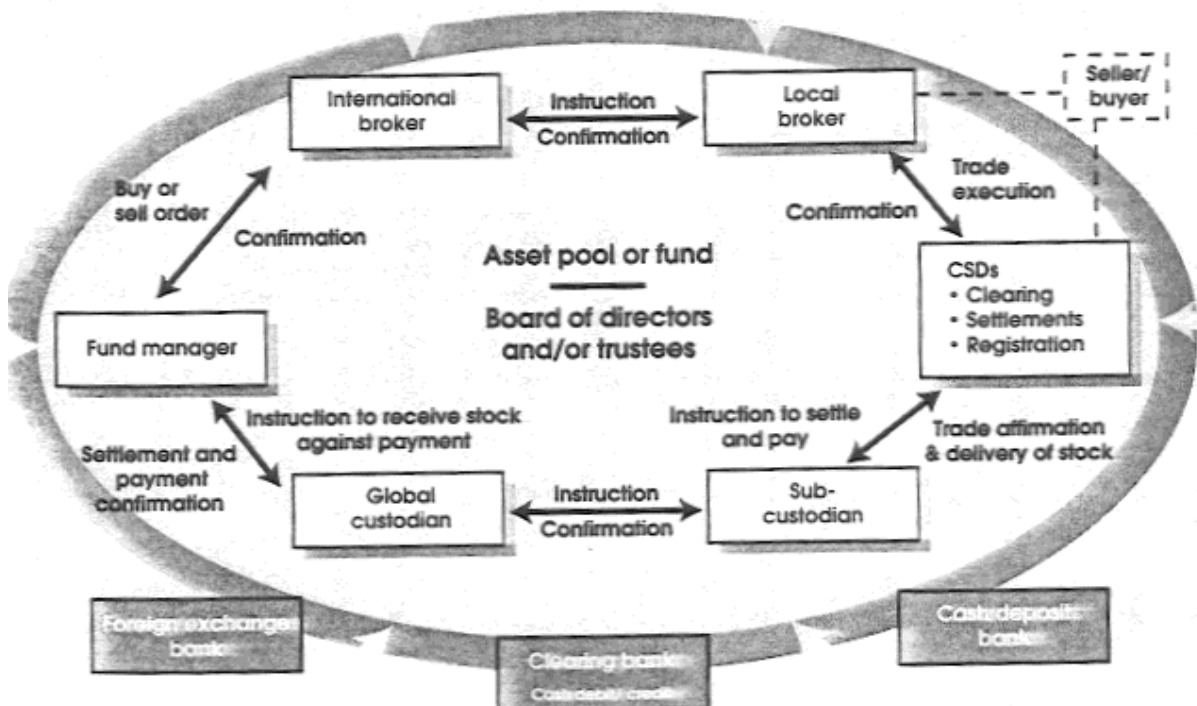 International
broker
Instruction
Confirmation
Local
broker
Seller/
buyer
Buy or
sell order
Confirmation
Trade
execution
Confirmation
Asset pool or fund
Board of directors
and/or trustees
CSDs
• Clearing
• Settlements
• Registration
Fund manager
Instruction to receive stock
against payment
Settlement and
payment
confirmation
Instruction to settle
and pay
Trade affirmation
& delivery of stock
Global
custodian
Instruction
Confirmation
Sub-
custodian
Foreign exchange
bank
Clearing bank
Cash debit/ credit
Cash deposit
bank